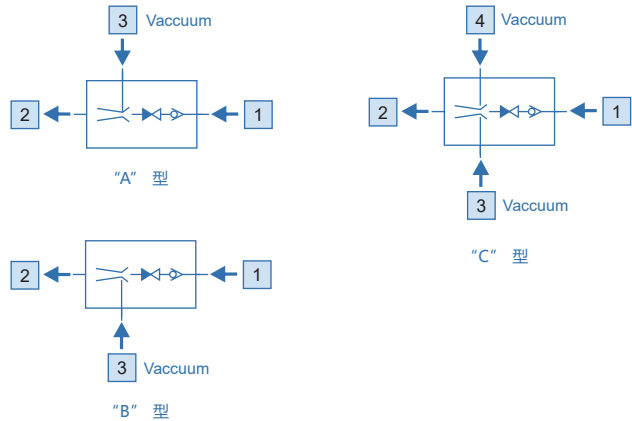 3 Vaccuum
2 1
“A” 型
2 1
3 Vaccuum
“B” 型
4 Vaccuum
2 1
3 Vaccuum
“C” 型